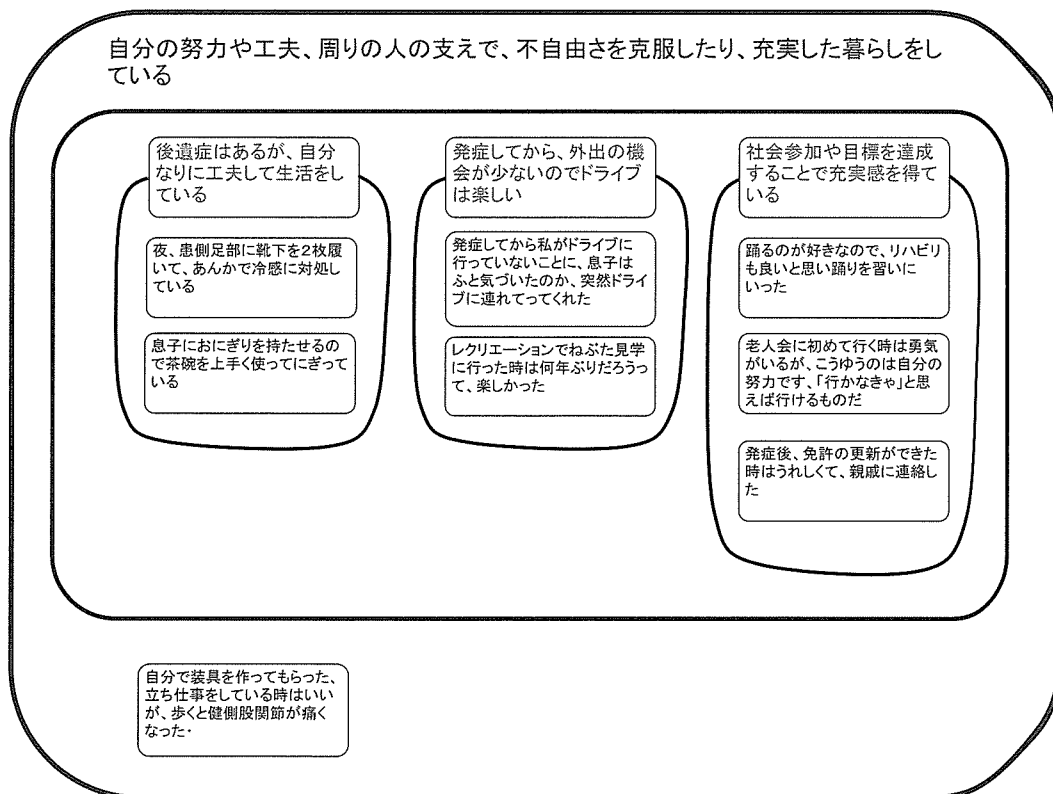 自分の努力や工夫、周りの人の支えで、不自由さを克服したり、充実した暮らしをし
ている
後遺症はあるが、自分
なりに工夫して生活をし
ている
夜、患側足部に靴下を2枚履
いて、あんかで冷感に対処し
ている
息子におにぎりを持たせるの
で茶碗を上手く使ってにぎって
いる
発症してから、外出の機
会が少ないのでドライブ
は楽しい
発症してから私がドライブに
行っていないことに、息子は
ふと気づいたのか、突然ドライ
ブに連れてってくれた
レクリエーションでねぶた見学
に行った時は何年ぶりだろうっ
て、楽しかった
社会参加や目標を達成
することで充実感を得て
いる
踊るのが好きなので、リハビリ
も良いと思い踊りを習いに
いった
老人会に初めて行く時は勇気
がいるが、こうゆうのは自分の
努力です、「行かなきゃ」と思
えば行けるものだ
発症後、免許の更新ができた
時はうれしくて、親戚に連絡し
た
自分で装具を作ってもらった、
立ち仕事をしている時はいい
が、歩くと健側股関節が痛く
なった・